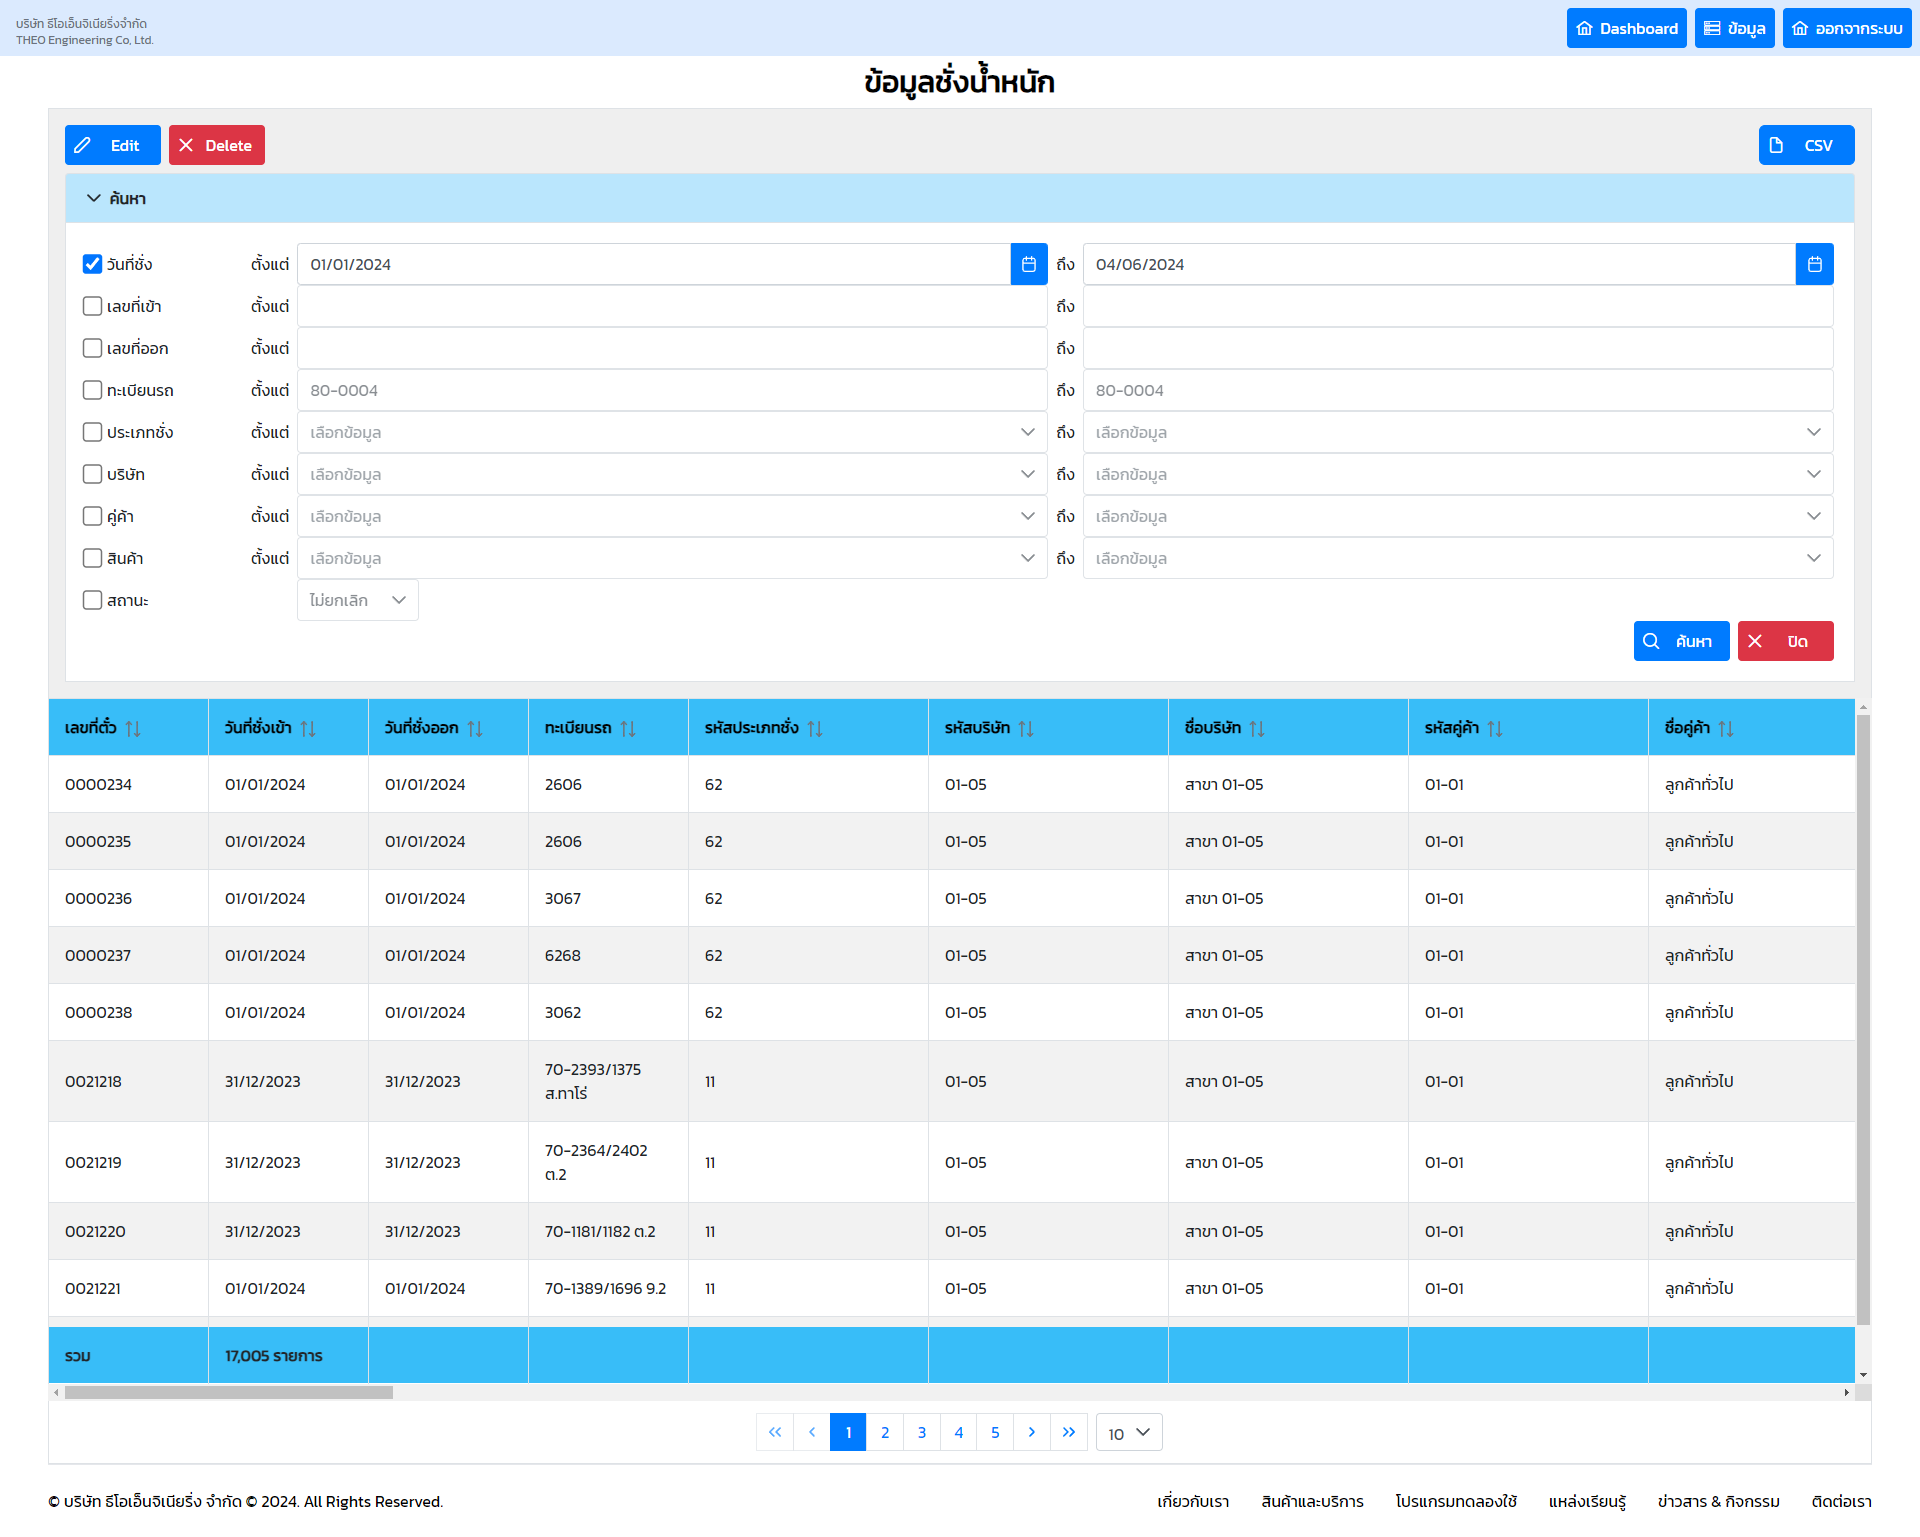 บริษัท ธีโอเอ็นจิเนียริ่งจำกัด
THEO Engineering Co, Ltd.
Dashboard
ข้อมูล
ออกจากระบบ
ข้อมูลชั่งน้ำหนัก
Edit
Delete
CSV
ค้นหา
วันที่ชั่ง ตั้งแต่ 01/01/2024 ถึง 04/06/2024
เลขที่เข้า ตั้งแต่ ถึง
เลขที่ออก ตั้งแต่ ถึง
ทะเบียนรถ ตั้งแต่ 80-0004 ถึง 80-0004
ประเภทชั่ง ตั้งแต่ เลือกข้อมูล ถึง เลือกข้อมูล
บริษัท ตั้งแต่ เลือกข้อมูล ถึง เลือกข้อมูล
คู่ค้า ตั้งแต่ เลือกข้อมูล ถึง เลือกข้อมูล
สินค้า ตั้งแต่ เลือกข้อมูล ถึง เลือกข้อมูล
สถานะ ไม่ยกเลิก
ค้นหา ปิด
เลขที่ตั๋ว วันที่ชั่งเข้า วันที่ชั่งออก ทะเบียนรถ รหัสประเภทชั่ง รหัสบริษัท ชื่อบริษัท รหัสคู่ค้า ชื่อคู่ค้า
0000234 01/01/2024 01/01/2024 2606 62 01-05 สาขา 01-05 01-01 ลูกค้าทั่วไป
0000235 01/01/2024 01/01/2024 2606 62 01-05 สาขา 01-05 01-01 ลูกค้าทั่วไป
0000236 01/01/2024 01/01/2024 3067 62 01-05 สาขา 01-05 01-01 ลูกค้าทั่วไป
0000237 01/01/2024 01/01/2024 6268 62 01-05 สาขา 01-05 01-01 ลูกค้าทั่วไป
0000238 01/01/2024 01/01/2024 3062 62 01-05 สาขา 01-05 01-01 ลูกค้าทั่วไป
0021218 31/12/2023 31/12/2023 70-2393/1375 ส.ทาโร่ 11 01-05 สาขา 01-05 01-01 ลูกค้าทั่วไป
0021219 31/12/2023 31/12/2023 70-2364/2402 ต.2 11 01-05 สาขา 01-05 01-01 ลูกค้าทั่วไป
0021220 31/12/2023 31/12/2023 70-1181/1182 ต.2 11 01-05 สาขา 01-05 01-01 ลูกค้าทั่วไป
0021221 01/01/2024 01/01/2024 70-1389/1696 9.2 11 01-05 สาขา 01-05 01-01 ลูกค้าทั่วไป
รวม 17,005 รายการ
1 2 3 4 5 10
© บริษัท ธีโอเอ็นจิเนียริ่ง จำกัด © 2024. All Rights Reserved.
เกี่ยวกับเรา สินค้าและบริการ โปรแกรมทดลองใช้ แหล่งเรียนรู้ ข่าวสาร & กิจกรรม ติดต่อเรา